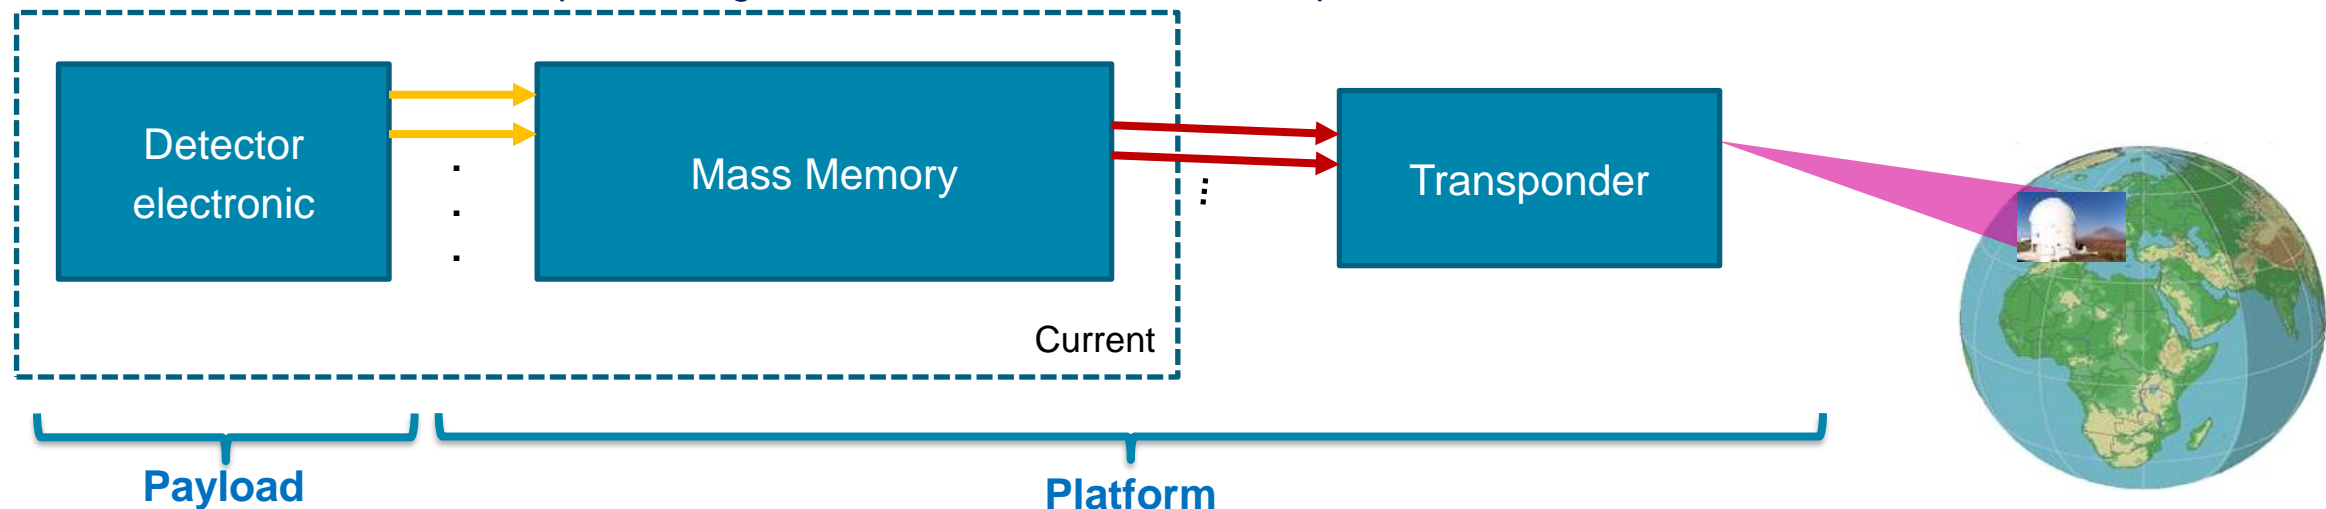 Detector
electronic
Mass Memory
Transponder
Current
Payload
Platform